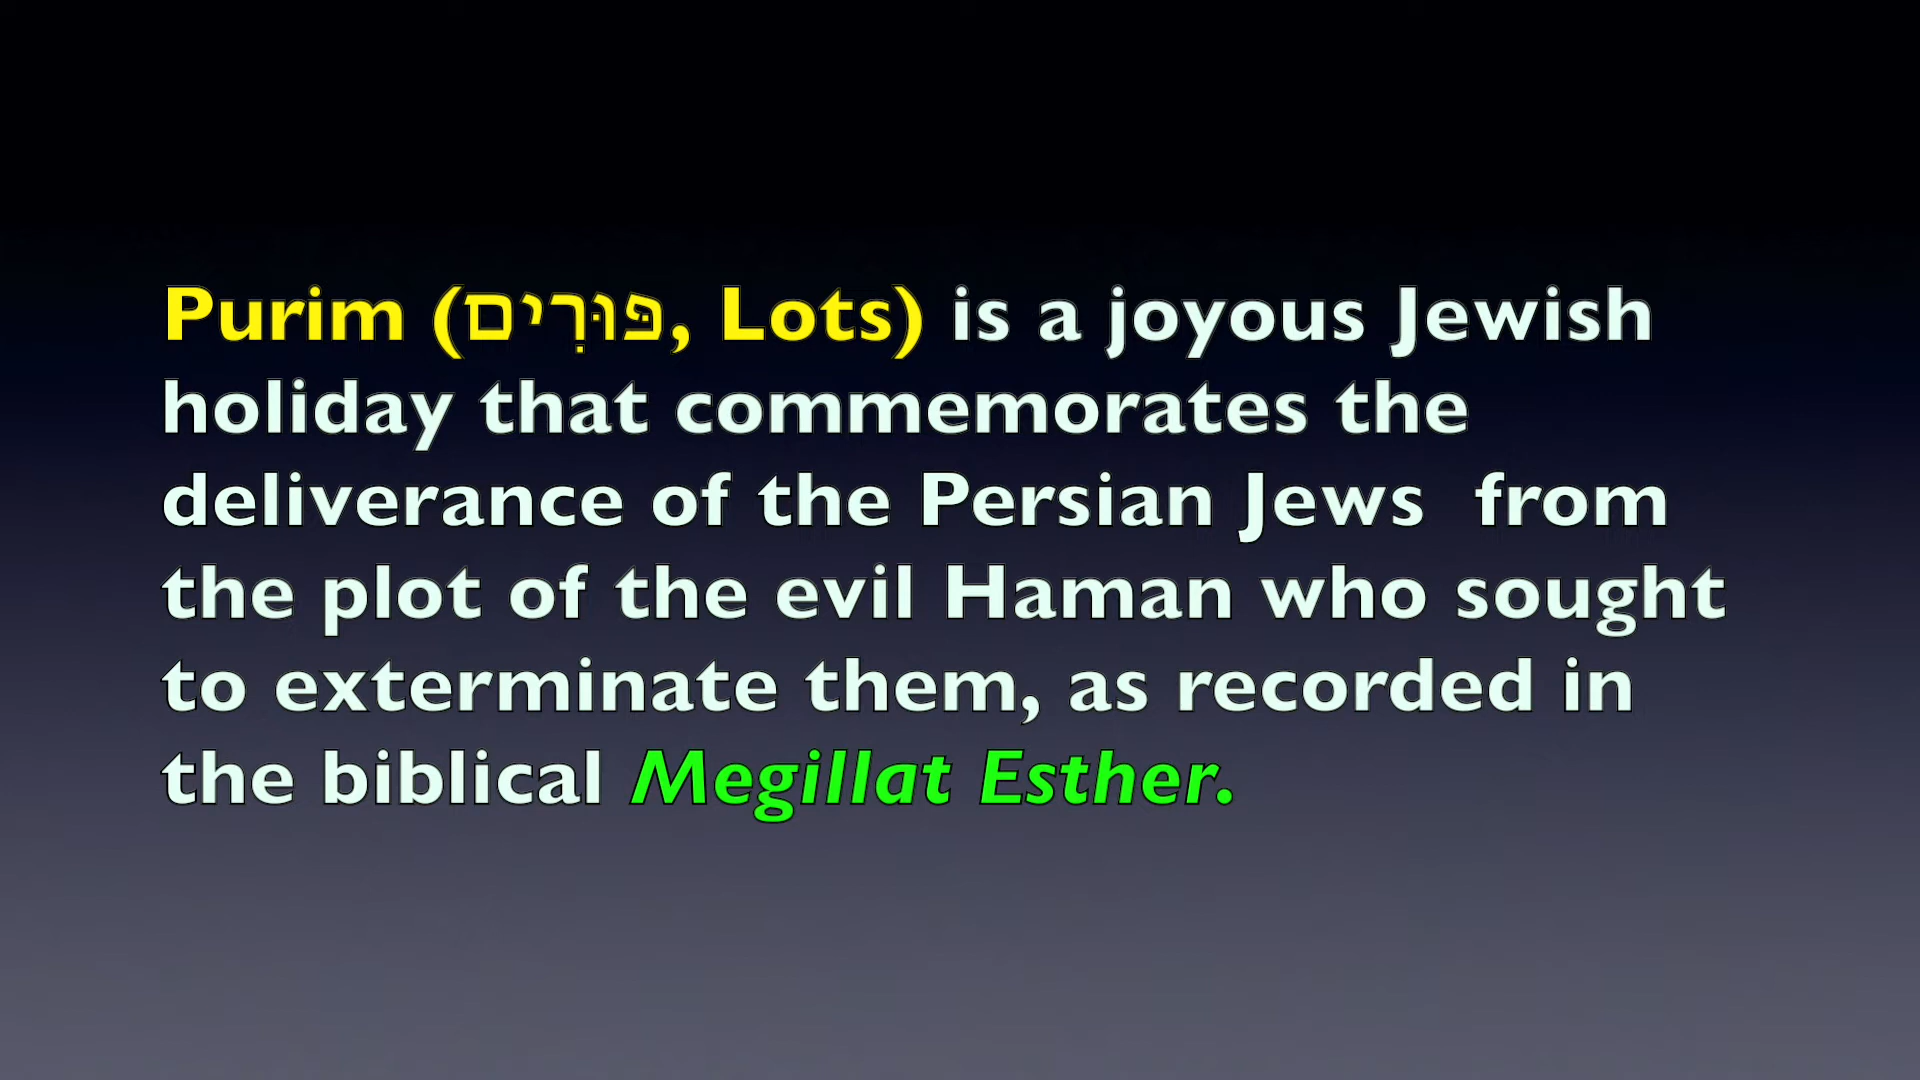 Purim (פּוּרִים, Lots) is a joyous Jewish
holiday that commemorates the
deliverance of the Persian Jews  from
the plot of the evil Haman who sought
to exterminate them, as recorded in
the biblical Megillat Esther.